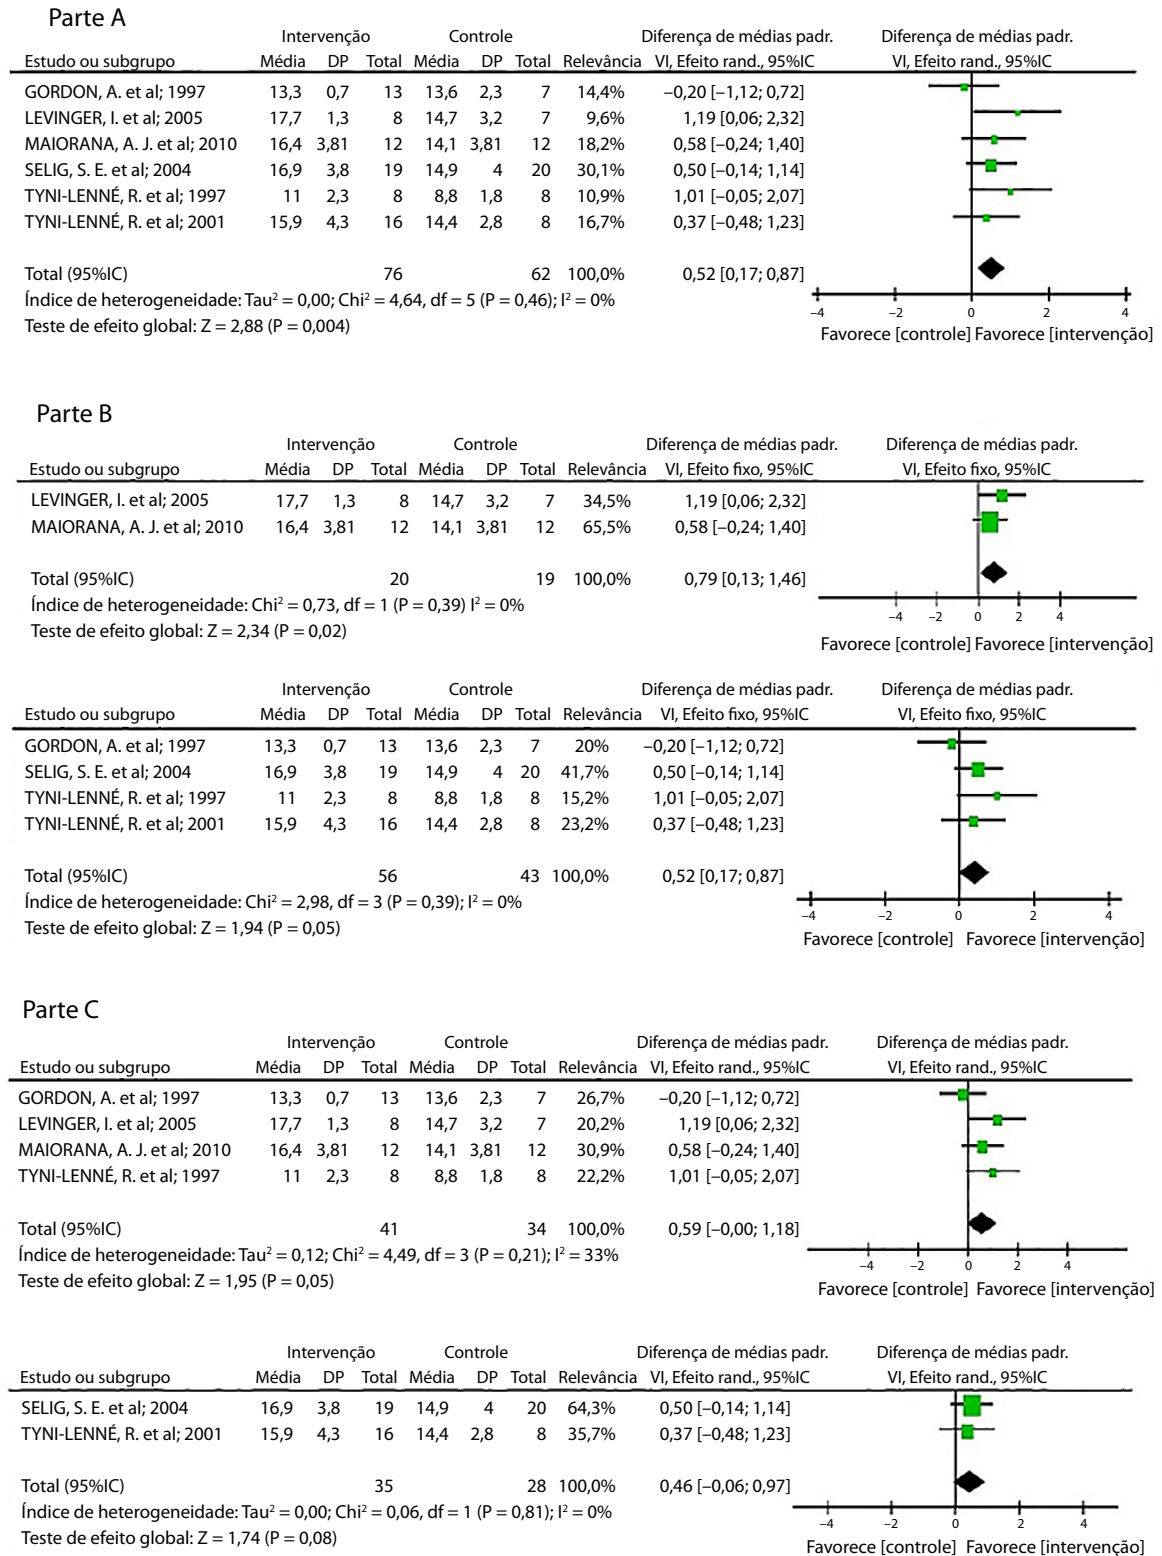 Parte A
Intervenção Controle Diferença de médias padr. Diferença de médias padr.
Estudo ou subgrupo Média DP Total Média DP Total Relevância VI, Efeito rand., 95%IC VI, Efeito rand., 95%IC
GORDON, A. et al; 1997 13,3 0,7 13 13,6 2,3 7 14,4% −0,20 [−1,12; 0,72]
LEVINGER, I. et al; 2005 17,7 1,3 8 14,7 3,2 7 9,6% 1,19 [0,06; 2,32]
MAIORANA, A. J. et al; 2010 16,4 3,81 12 14,1 3,81 12 18,2% 0,58 [−0,24; 1,40]
SELIG, S. E. et al; 2004 16,9 3,8 19 14,9 4 20 30,1% 0,50 [−0,14; 1,14]
TYNI-LENNÉ, R. et al; 1997 11 2,3 8 8,8 1,8 8 10,9% 1,01 [−0,05; 2,07]
TYNI-LENNÉ, R. et al; 2001 15,9 4,3 16 14,4 2,8 8 16,7% 0,37 [−0,48; 1,23]
Total (95%IC) 76 62 100,0% 0,52 [0,17; 0,87]
Índice de heterogeneidade: Tau² = 0,00; Chi² = 4,64, df = 5 (P = 0,46); I² = 0%
Teste de efeito global: Z = 2,88 (P = 0,004)
−4 −2 0 2 4
Favorece [controle] Favorece [intervenção]
Parte B
Intervenção Controle Diferença de médias padr. Diferença de médias padr.
Estudo ou subgrupo Média DP Total Média DP Total Relevância VI, Efeito fixo, 95%IC VI, Efeito fixo, 95%IC
LEVINGER, I. et al; 2005 17,7 1,3 8 14,7 3,2 7 34,5% 1,19 [0,06; 2,32]
MAIORANA, A. J. et al; 2010 16,4 3,81 12 14,1 3,81 12 65,5% 0,58 [−0,24; 1,40]
Total (95%IC) 20 19 100,0% 0,79 [0,13; 1,46]
Índice de heterogeneidade: Chi² = 0,73, df = 1 (P = 0,39) I² = 0%
Teste de efeito global: Z = 2,34 (P = 0,02)
−4 −2 0 2 4
Favorece [controle] Favorece [intervenção]
Intervenção Controle Diferença de médias padr. Diferença de médias padr.
Estudo ou subgrupo Média DP Total Média DP Total Relevância VI, Efeito fixo, 95%IC VI, Efeito fixo, 95%IC
GORDON, A. et al; 1997 13,3 0,7 13 13,6 2,3 7 20% −0,20 [−1,12; 0,72]
SELIG, S. E. et al; 2004 16,9 3,8 19 14,9 4 20 41,7% 0,50 [−0,14; 1,14]
TYNI-LENNÉ, R. et al; 1997 11 2,3 8 8,8 1,8 8 15,2% 1,01 [−0,05; 2,07]
TYNI-LENNÉ, R. et al; 2001 15,9 4,3 16 14,4 2,8 8 23,2% 0,37 [−0,48; 1,23]
Total (95%IC) 56 43 100,0% 0,52 [0,17; 0,87]
Índice de heterogeneidade: Chi² = 2,98, df = 3 (P = 0,39); I² = 0%
Teste de efeito global: Z = 1,94 (P = 0,05)
−4 −2 0 2 4
Favorece [controle] Favorece [intervenção]
Parte C
Intervenção Controle Diferença de médias padr. Diferença de médias padr.
Estudo ou subgrupo Média DP Total Média DP Total Relevância VI, Efeito rand., 95%IC VI, Efeito rand., 95%IC
GORDON, A. et al; 1997 13,3 0,7 13 13,6 2,3 7 26,7% −0,20 [−1,12; 0,72]
LEVINGER, I. et al; 2005 17,7 1,3 8 14,7 3,2 7 20,2% 1,19 [0,06; 2,32]
MAIORANA, A. J. et al; 2010 16,4 3,81 12 14,1 3,81 12 30,9% 0,58 [−0,24; 1,40]
TYNI-LENNÉ, R. et al; 1997 11 2,3 8 8,8 1,8 8 22,2% 1,01 [−0,05; 2,07]
Total (95%IC) 41 34 100,0% 0,59 [−0,00; 1,18]
Índice de heterogeneidade: Tau² = 0,12; Chi² = 4,49, df = 3 (P = 0,21); I² = 33%
Teste de efeito global: Z = 1,95 (P = 0,05)
−4 −2 0 2 4
Favorece [controle] Favorece [intervenção]
Intervenção Controle Diferença de médias padr. Diferença de médias padr.
Estudo ou subgrupo Média DP Total Média DP Total Relevância VI, Efeito rand., 95%IC VI, Efeito rand., 95%IC
SELIG, S. E. et al; 2004 16,9 3,8 19 14,9 4 20 64,3% 0,50 [−0,14; 1,14]
TYNI-LENNÉ, R. et al; 2001 15,9 4,3 16 14,4 2,8 8 35,7% 0,37 [−0,48; 1,23]
Total (95%IC) 35 28 100,0% 0,46 [−0,06; 0,97]
Índice de heterogeneidade: Tau² = 0,00; Chi² = 0,06, df = 1 (P = 0,81); I² = 0%
Teste de efeito global: Z = 1,74 (P = 0,08)
−4 −2 0 2 4
Favorece [controle] Favorece [intervenção]